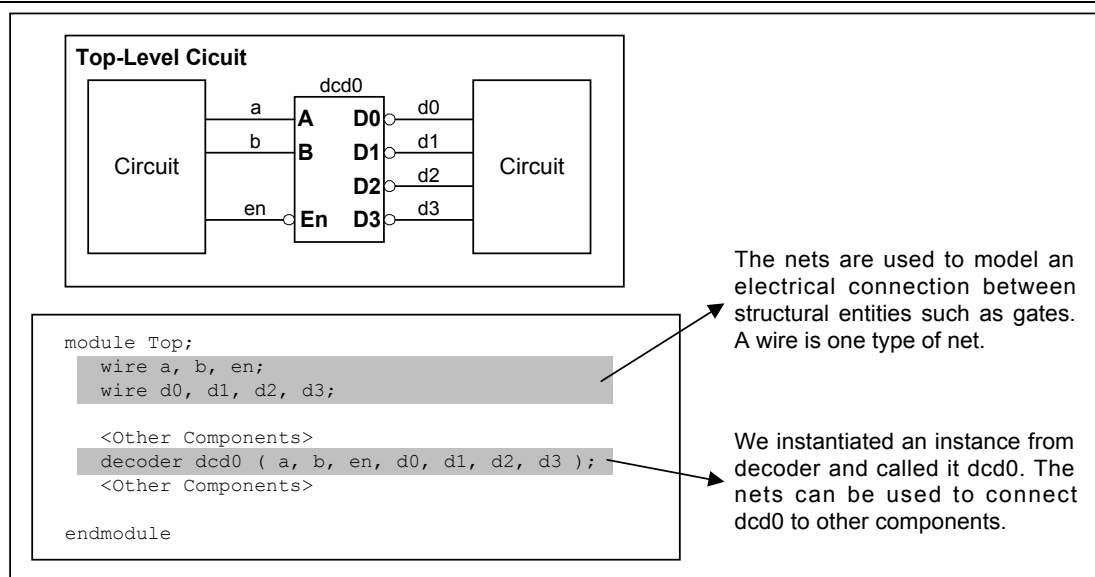 Top-Level Cicuit
dcd0
Circuit
a
b
en
A
B
En
D0
D1
D2
D3
d0
d1
d2
d3
Circuit
module Top;
wire a, b, en;
wire d0, d1, d2, d3;
<Other Components>
decoder dcd0 ( a, b, en, d0, d1, d2, d3 );
<Other Components>
endmodule
The nets are used to model an
electrical connection between
structural entities such as gates.
A wire is one type of net.
We instantiated an instance from
decoder and called it dcd0. The
nets can be used to connect
dcd0 to other components.